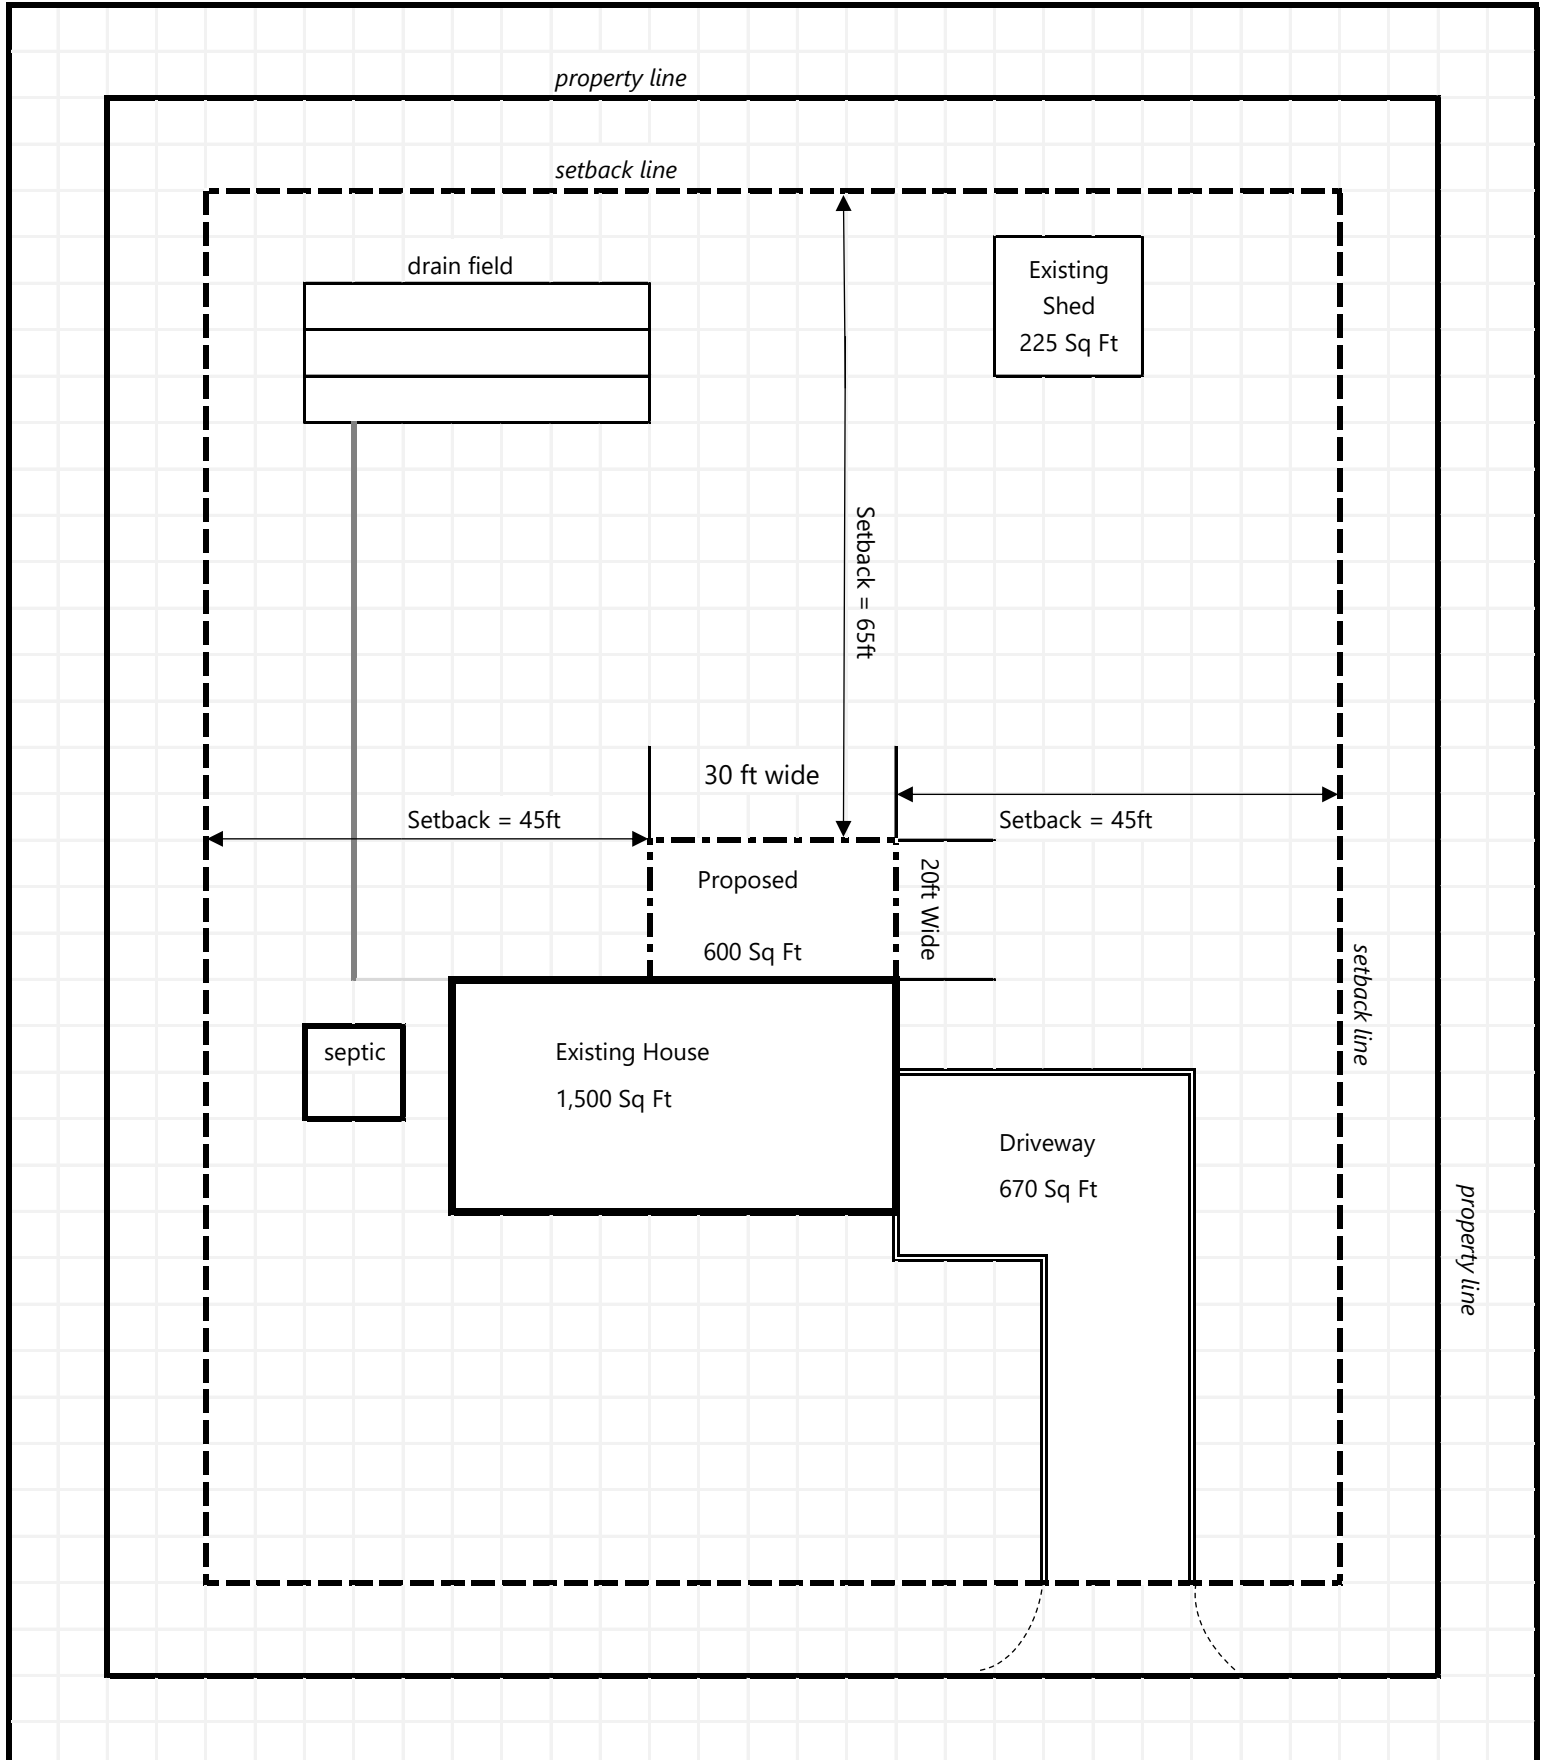 property line
setback line
drain field
Existing
Shed
225 Sq Ft
Setback = 65ft
30 ft wide
Setback = 45ft
Setback = 45ft
Proposed
600 Sq Ft
20ft Wide
setback line
septic
Existing House
1,500 Sq Ft
Driveway
670 Sq Ft
property line